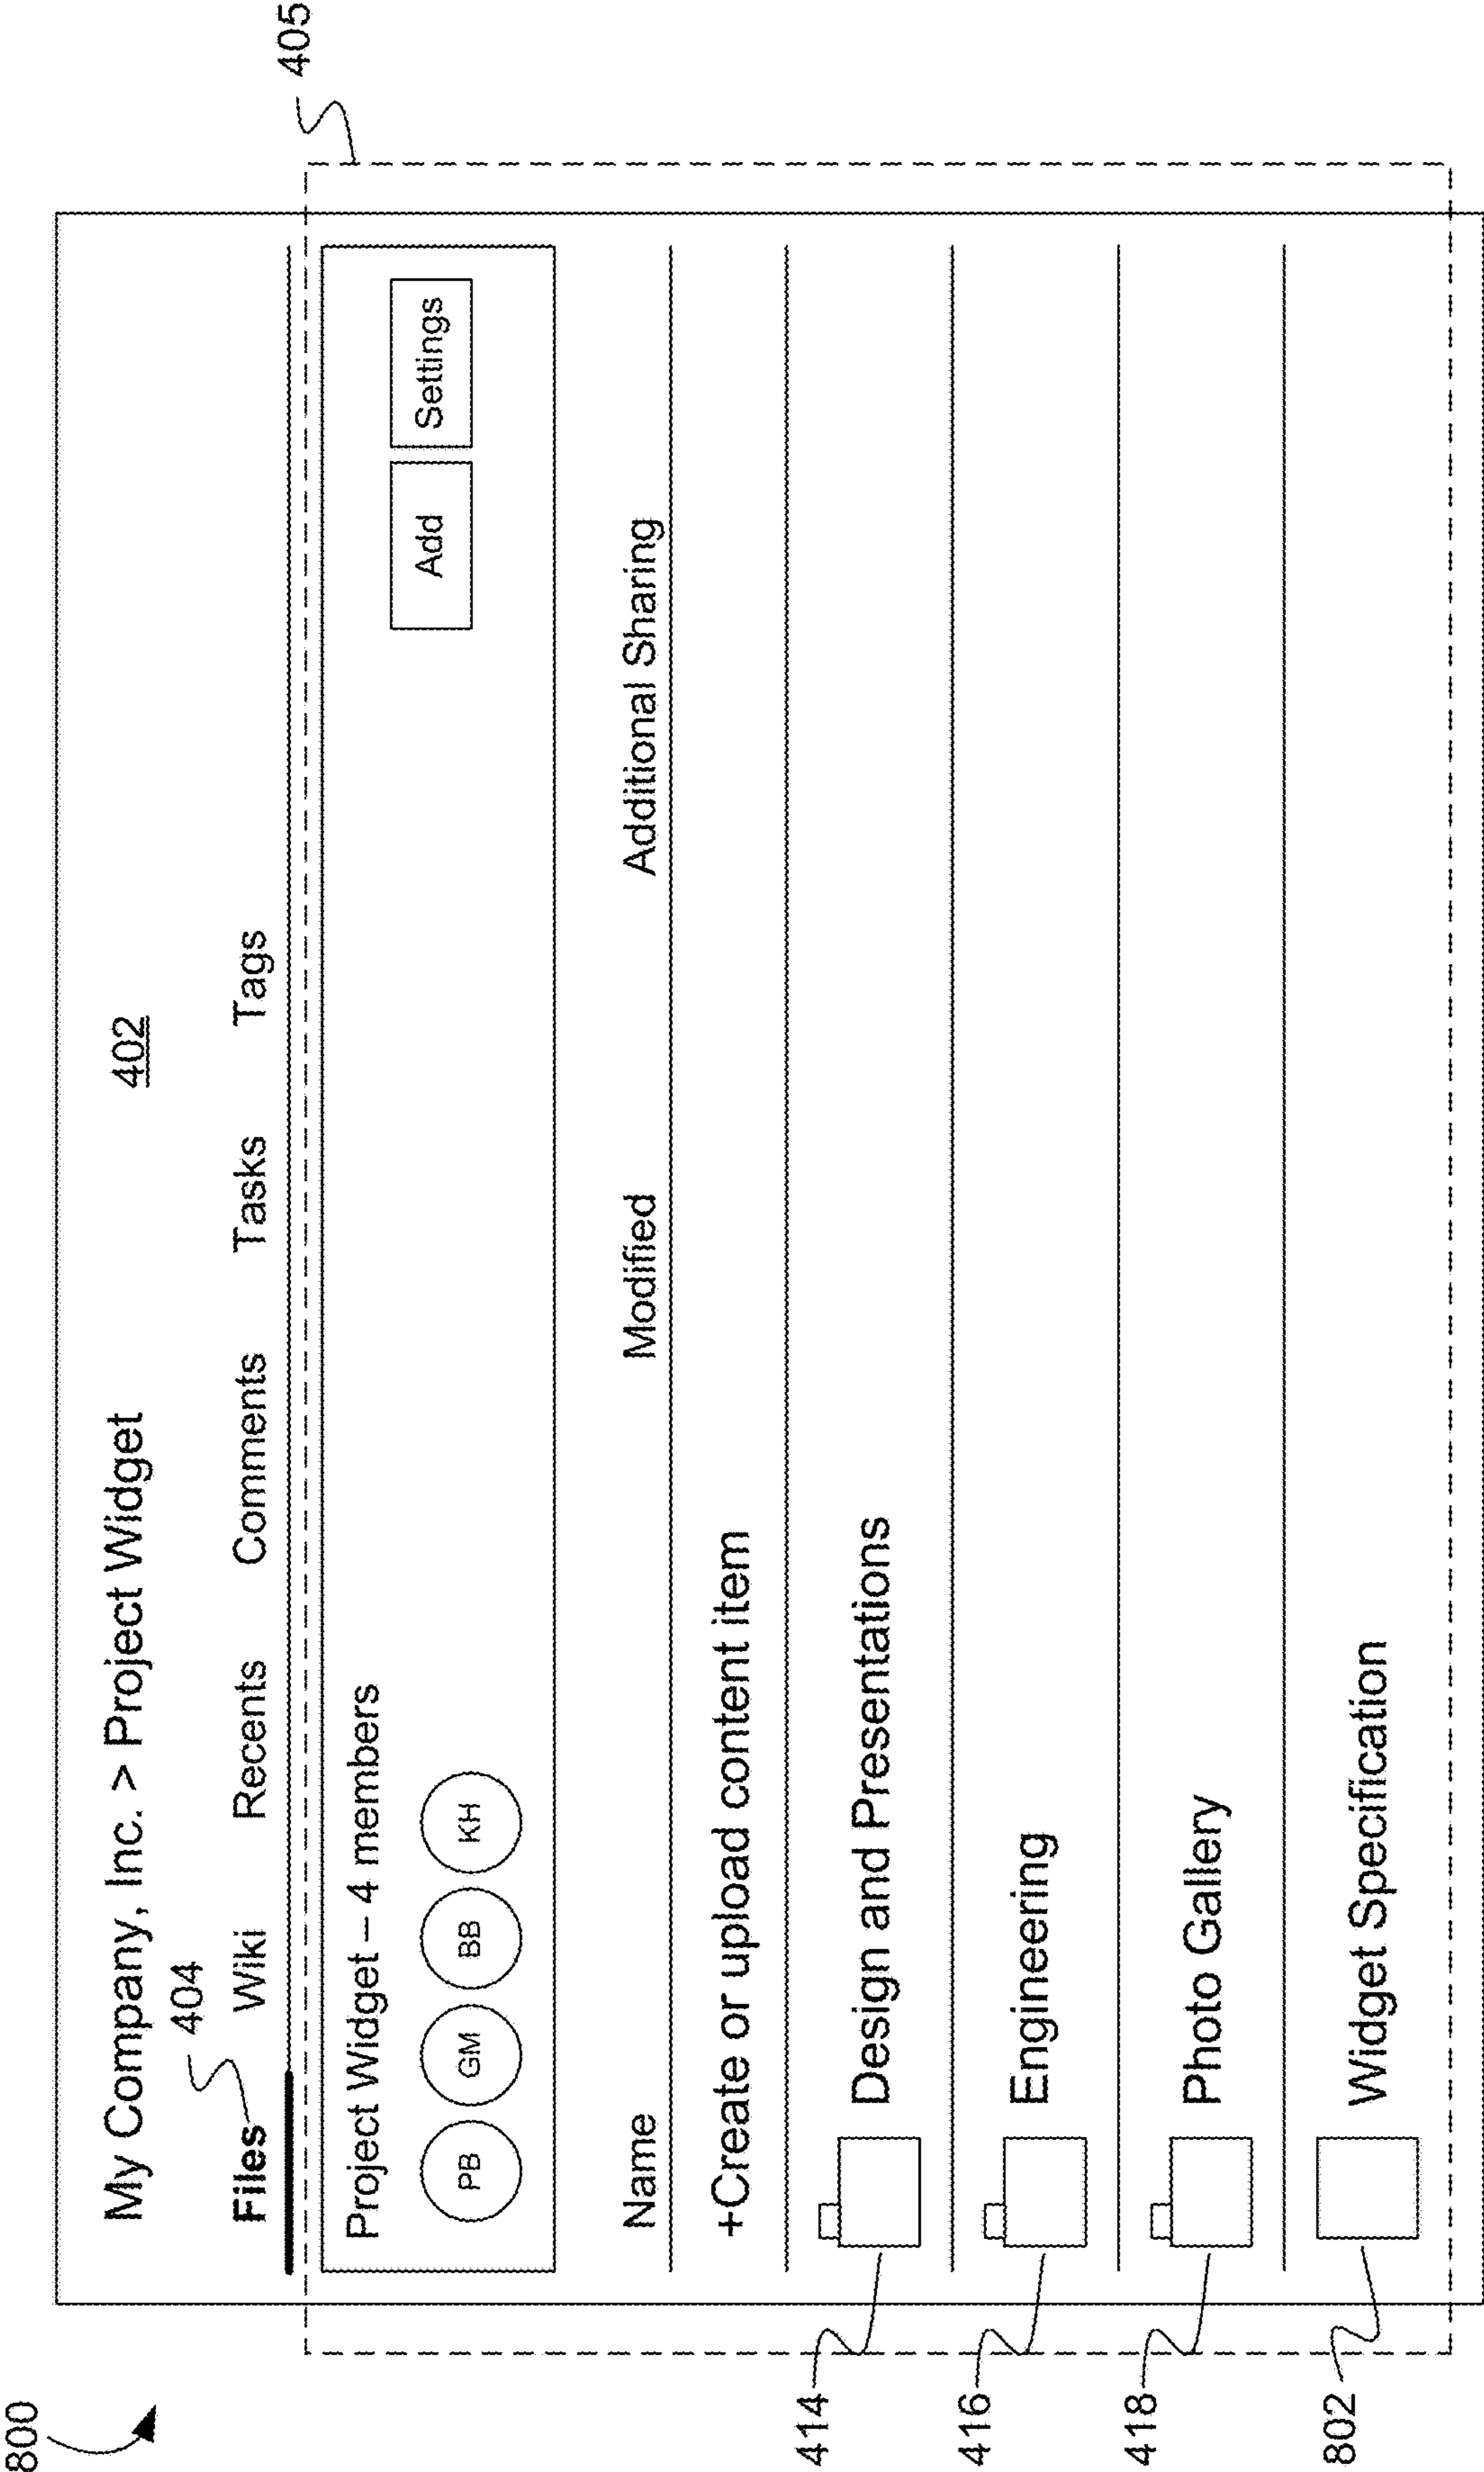 800
405
My Company, Inc. > Project Widget
402
404
Files Wiki Recents Comments Tasks Tags
Project Widget – 4 members
PB GM BB KH
Add Settings
Name Modified Additional Sharing
+Create or upload content item
414 Design and Presentations
416 Engineering
418 Photo Gallery
802 Widget Specification